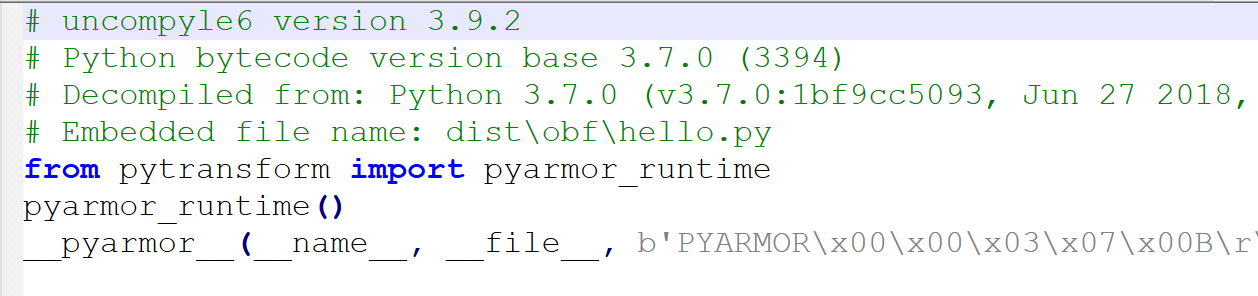 # uncompyle6 version 3.9.2
# Python bytecode version base 3.7.0 (3394)
# Decompiled from: Python 3.7.0 (v3.7.0:1bf9cc5093, Jun 27 2018,
# Embedded file name: dist\obf\hello.py
from pytransform import pyarmor_runtime
pyarmor_runtime()
__pyarmor__(__name__, __file__, b'PYARMOR\x00\x00\x03\x07\x00B\r\